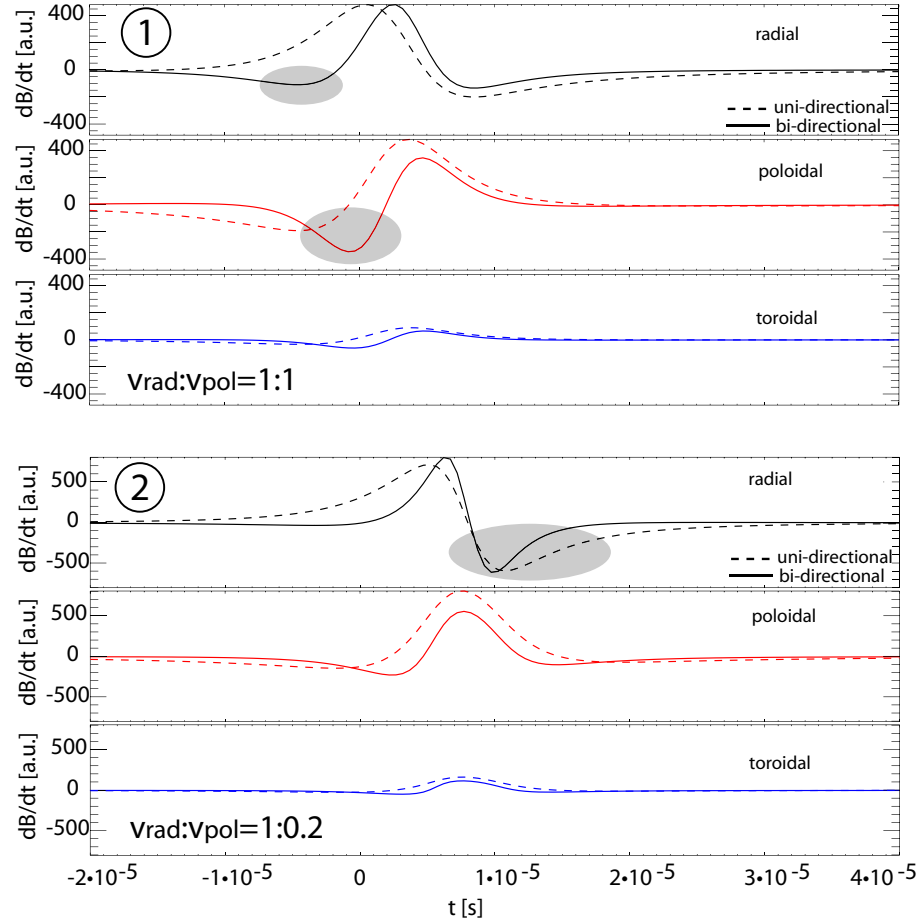 1
dB/dt [a.u.]
400
0
-400
radial
uni-directional
bi-directional
dB/dt [a.u.]
400
0
-400
poloidal
dB/dt [a.u.]
400
0
-400
toroidal
vrad:vpol=1:1
2
dB/dt [a.u.]
500
0
-500
radial
uni-directional
bi-directional
dB/dt [a.u.]
500
0
-500
poloidal
dB/dt [a.u.]
500
0
-500
toroidal
vrad:vpol=1:0.2
-2•10⁻⁵ -1•10⁻⁵ 0 1•10⁻⁵ 2•10⁻⁵ 3•10⁻⁵ 4•10⁻⁵
t [s]